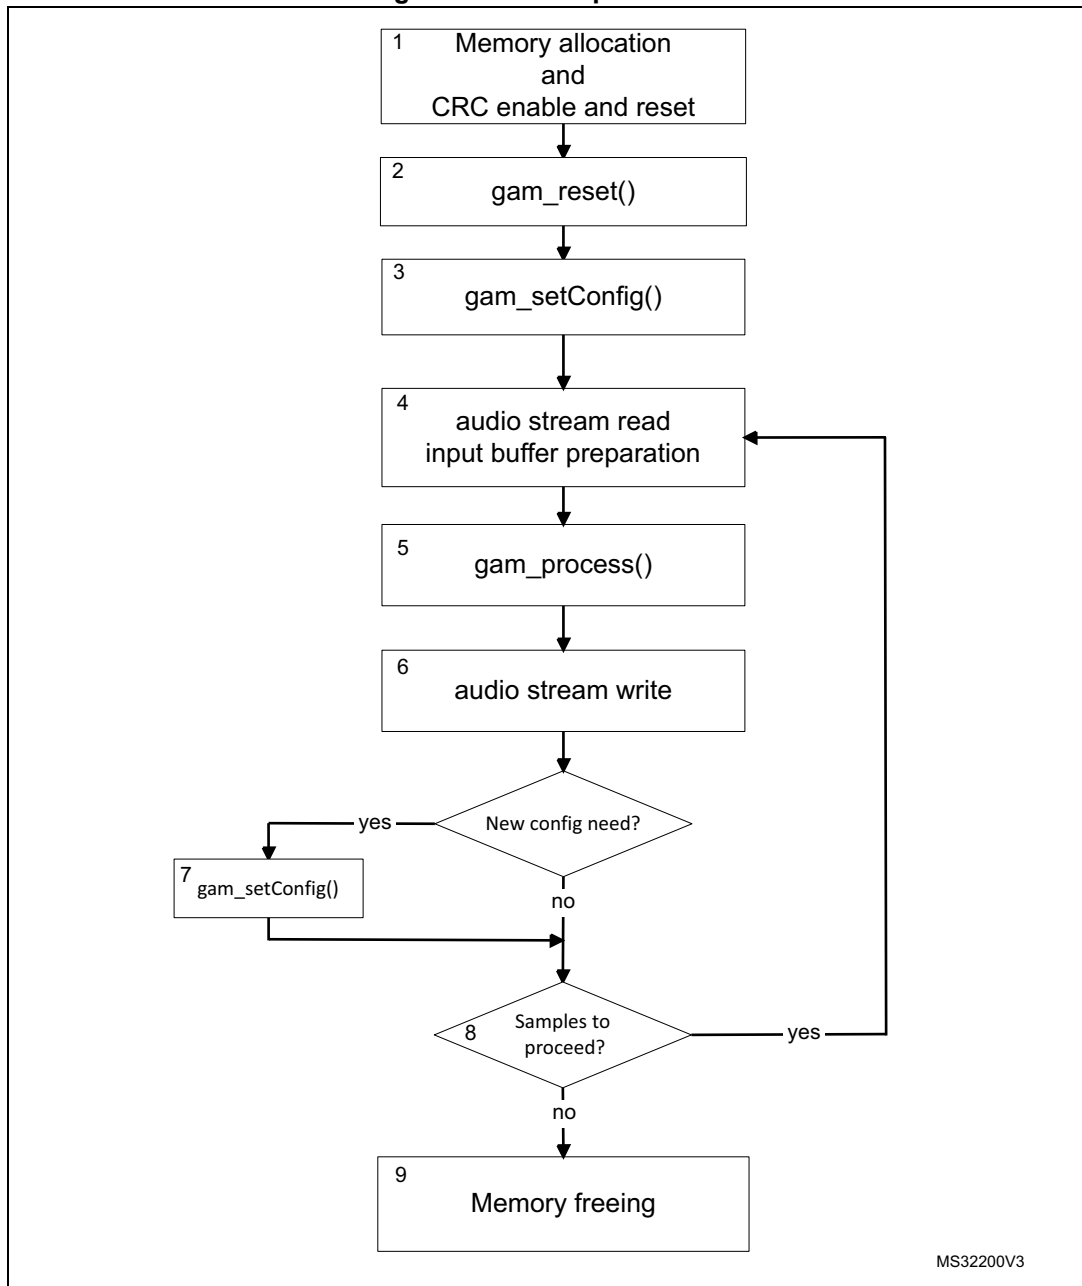 1
Memory allocation
and
CRC enable and reset
2
gam_reset()
3
gam_setConfig()
4
audio stream read
input buffer preparation
5
gam_process()
6
audio stream write
New config need?
yes
7
gam_setConfig()
no
8
Samples to
proceed?
yes
no
9
Memory freeing
MS32200V3